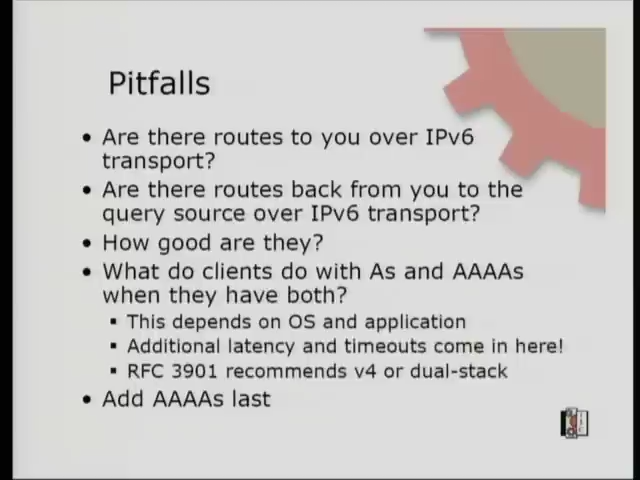 Pitfalls
• Are there routes to you over IPv6
transport?
• Are there routes back from you to the
query source over IPv6 transport?
• How good are they?
• What do clients do with As and AAAAs
when they have both?
▪ This depends on OS and application
▪ Additional latency and timeouts come in here!
▪ RFC 3901 recommends v4 or dual-stack
• Add AAAAs last